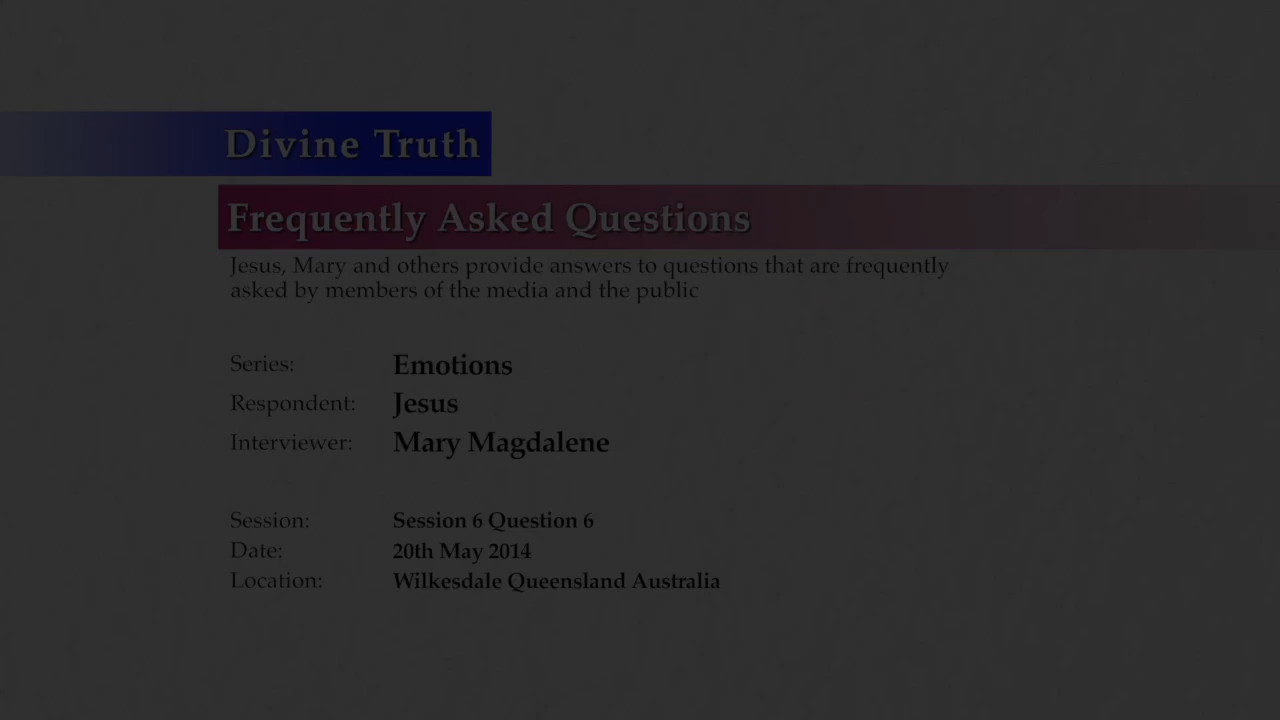 Divine Truth
Frequently Asked Questions
Jesus, Mary and others provide answers to questions that are frequently
asked by members of the media and the public
Series: Emotions
Respondent: Jesus
Interviewer: Mary Magdalene
Session: Session 6 Question 6
Date: 20th May 2014
Location: Wilkesdale Queensland Australia